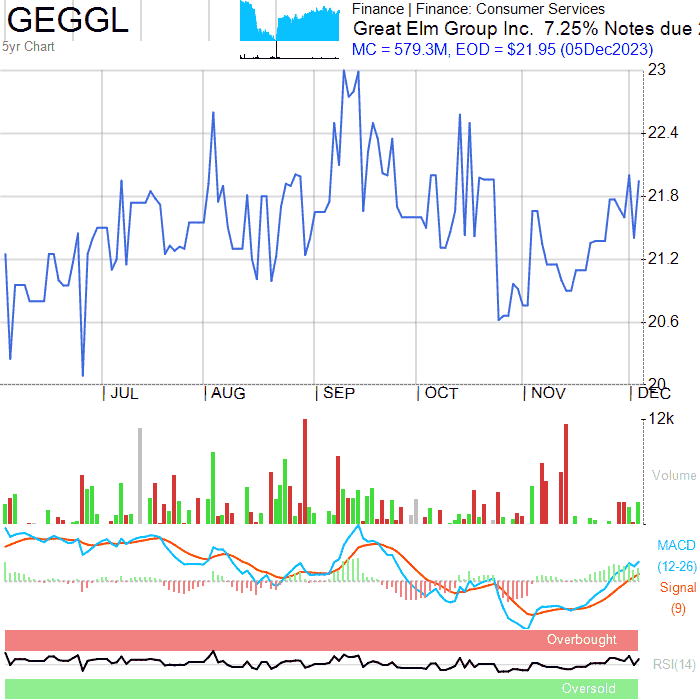 GEGGL
5yr Chart
Finance | Finance: Consumer Services
Great Elm Group Inc. 7.25% Notes due
MC = 579.3M, EOD = $21.95 (05Dec2023)
23
22.4
21.8
21.2
20.6
20
JUL AUG SEP OCT NOV DEC
12k
Volume
MACD
(12-26)
Signal
(9)
Overbought
RSI(14)
Oversold